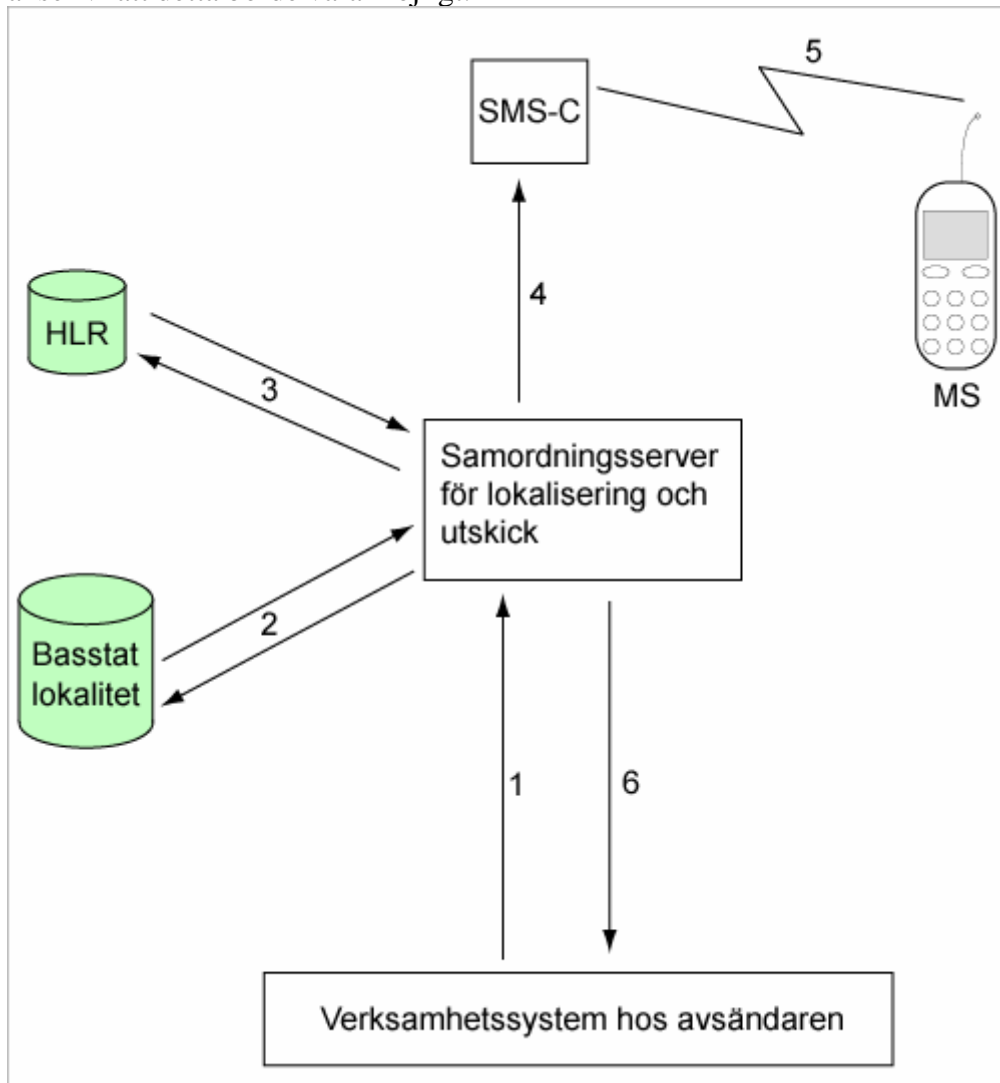 5
SMS-C
4
HLR
3
MS
Samordningsserver
för lokalisering och
utskick
2
Basstat
lokalitet
1
6
Verksamhetssystem hos avsändaren